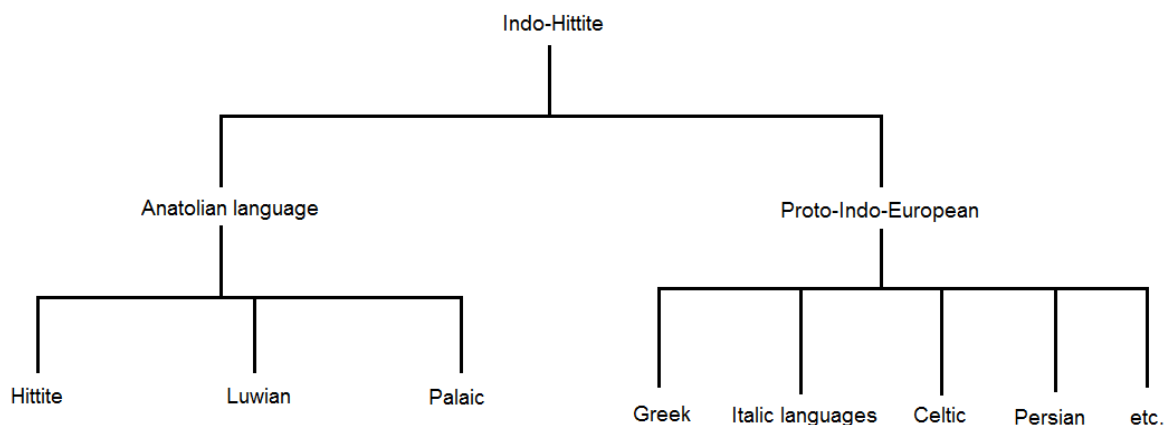 Indo-Hittite
Anatolian language
Proto-Indo-European
Hittite
Luwian
Palaic
Greek
Italic languages
Celtic
Persian
etc.